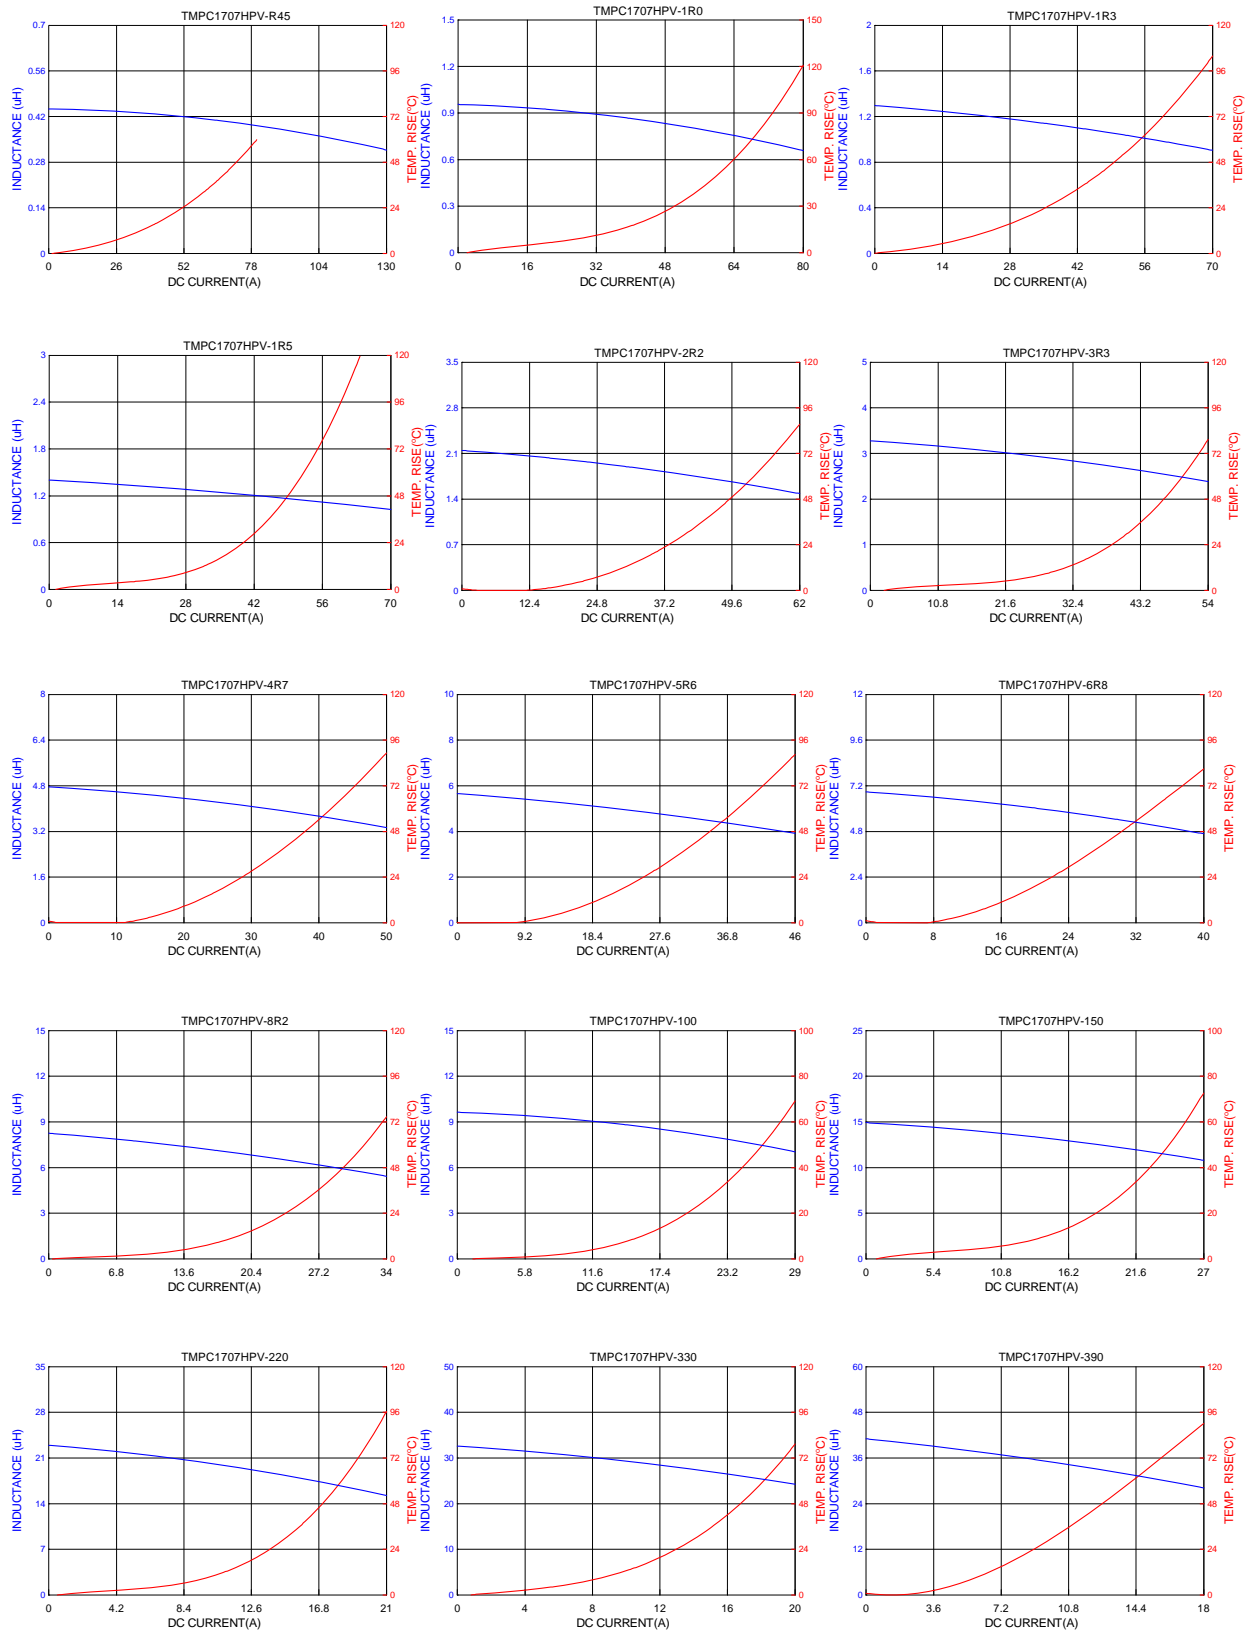 TMPC1707HPV-R45
INDUCTANCE (uH)
0.7
0.56
0.42
0.28
0.14
0
120
96
72
48
24
0
TEMP. RISE(ºC)
0 26 52 78 104 130
DC CURRENT(A)
TMPC1707HPV-1R0
INDUCTANCE (uH)
1.5
1.2
0.9
0.6
0.3
0
150
120
90
60
30
0
TEMP. RISE(ºC)
0 16 32 48 64 80
DC CURRENT(A)
TMPC1707HPV-1R3
INDUCTANCE (uH)
2
1.6
1.2
0.8
0.4
0
120
96
72
48
24
0
TEMP. RISE(ºC)
0 14 28 42 56 70
DC CURRENT(A)
TMPC1707HPV-1R5
INDUCTANCE (uH)
3
2.4
1.8
1.2
0.6
0
120
96
72
48
24
0
TEMP. RISE(ºC)
0 14 28 42 56 70
DC CURRENT(A)
TMPC1707HPV-2R2
INDUCTANCE (uH)
3.5
2.8
2.1
1.4
0.7
0
120
96
72
48
24
0
TEMP. RISE(ºC)
0 12.4 24.8 37.2 49.6 62
DC CURRENT(A)
TMPC1707HPV-3R3
INDUCTANCE (uH)
5
4
3
2
1
0
120
96
72
48
24
0
TEMP. RISE(ºC)
0 10.8 21.6 32.4 43.2 54
DC CURRENT(A)
TMPC1707HPV-4R7
INDUCTANCE (uH)
8
6.4
4.8
3.2
1.6
0
120
96
72
48
24
0
TEMP. RISE(ºC)
0 10 20 30 40 50
DC CURRENT(A)
TMPC1707HPV-5R6
INDUCTANCE (uH)
10
8
6
4
2
0
120
96
72
48
24
0
TEMP. RISE(ºC)
0 9.2 18.4 27.6 36.8 46
DC CURRENT(A)
TMPC1707HPV-6R8
INDUCTANCE (uH)
12
9.6
7.2
4.8
2.4
0
120
96
72
48
24
0
TEMP. RISE(ºC)
0 8 16 24 32 40
DC CURRENT(A)
TMPC1707HPV-8R2
INDUCTANCE (uH)
15
12
9
6
3
0
120
96
72
48
24
0
TEMP. RISE(ºC)
0 6.8 13.6 20.4 27.2 34
DC CURRENT(A)
TMPC1707HPV-100
INDUCTANCE (uH)
15
12
9
6
3
0
100
80
60
40
20
0
TEMP. RISE(ºC)
0 5.8 11.6 17.4 23.2 29
DC CURRENT(A)
TMPC1707HPV-150
INDUCTANCE (uH)
25
20
15
10
5
0
100
80
60
40
20
0
TEMP. RISE(ºC)
0 5.4 10.8 16.2 21.6 27
DC CURRENT(A)
TMPC1707HPV-220
INDUCTANCE (uH)
35
28
21
14
7
0
120
96
72
48
24
0
TEMP. RISE(ºC)
0 4.2 8.4 12.6 16.8 21
DC CURRENT(A)
TMPC1707HPV-330
INDUCTANCE (uH)
50
40
30
20
10
0
120
96
72
48
24
0
TEMP. RISE(ºC)
0 4 8 12 16 20
DC CURRENT(A)
TMPC1707HPV-390
INDUCTANCE (uH)
60
48
36
24
12
0
120
96
72
48
24
0
TEMP. RISE(ºC)
0 3.6 7.2 10.8 14.4 18
DC CURRENT(A)